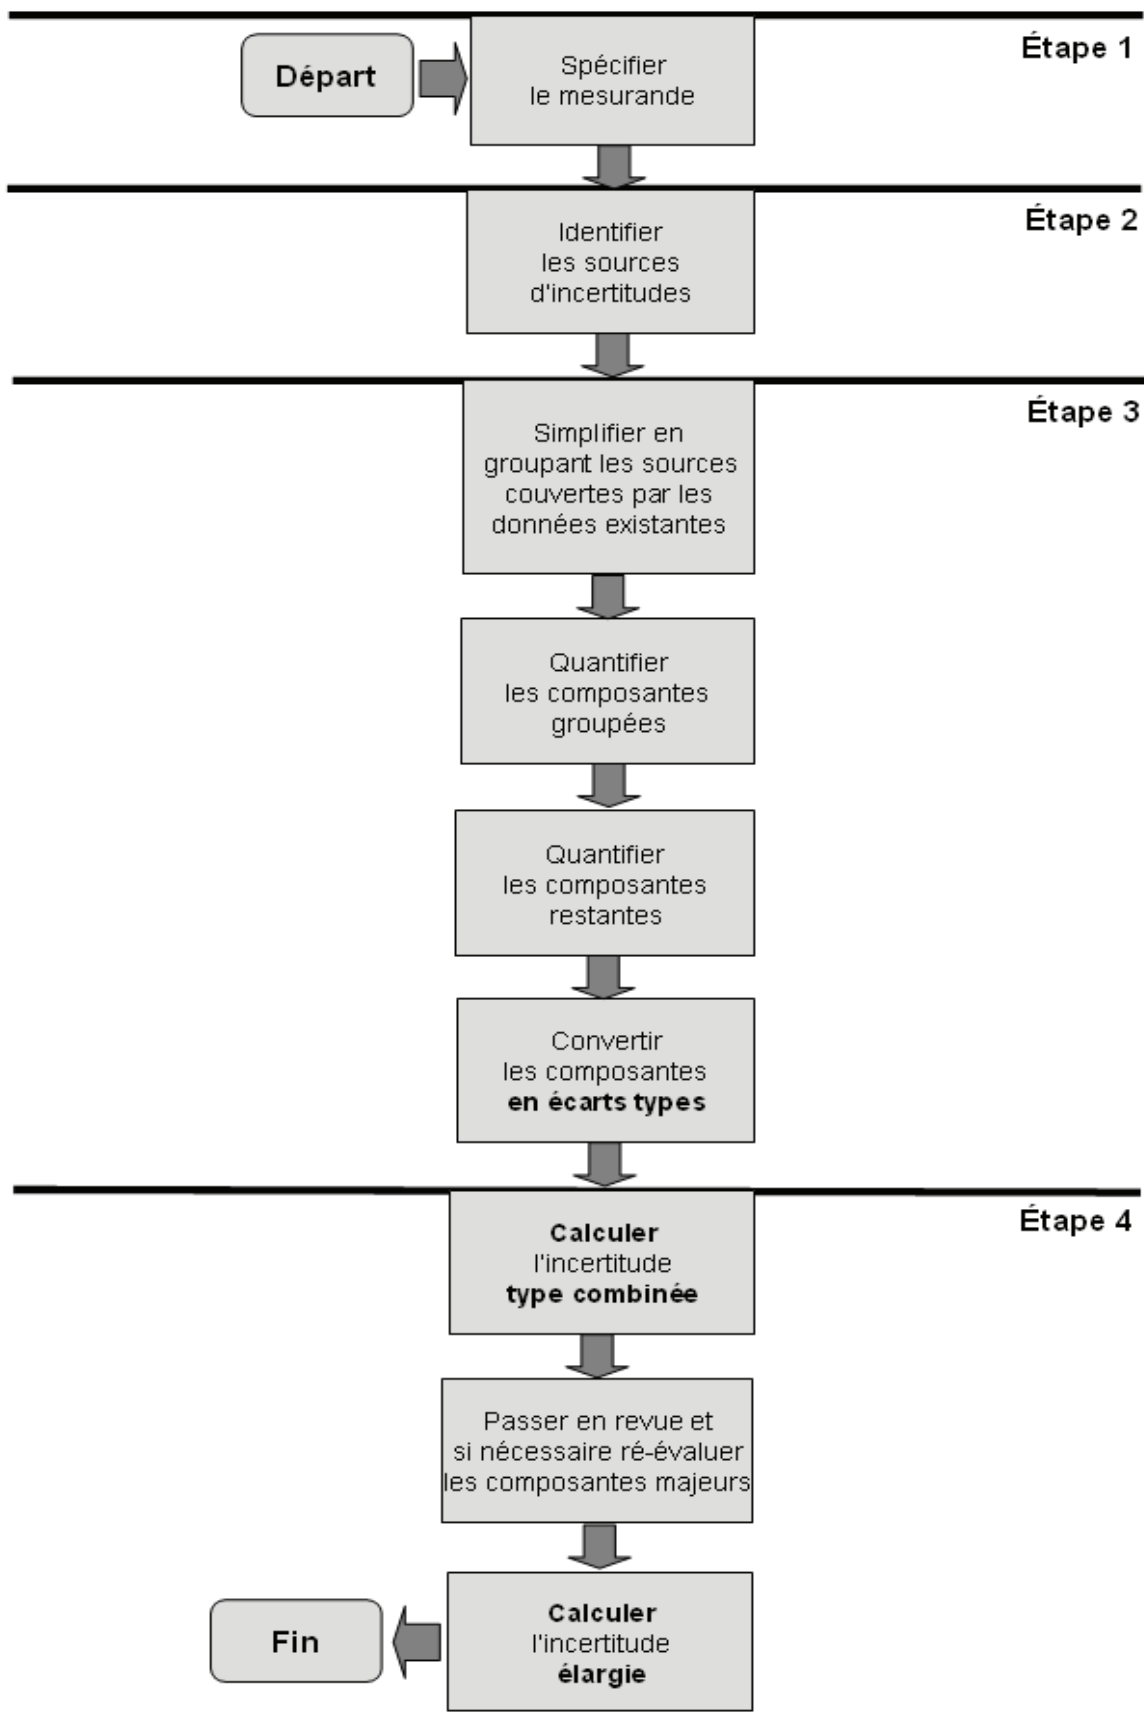 Étape 1
Départ
Spécifier
le mesurande
Étape 2
Identifier
les sources
d'incertitudes
Étape 3
Simplifier en
groupant les sources
couvertes par les
données existantes
Quantifier
les composantes
groupées
Quantifier
les composantes
restantes
Convertir
les composantes
en écarts types
Étape 4
Calculer
l'incertitude
type combinée
Passer en revue et
si nécessaire ré-évaluer
les composantes majeurs
Calculer
l'incertitude
élargie
Fin